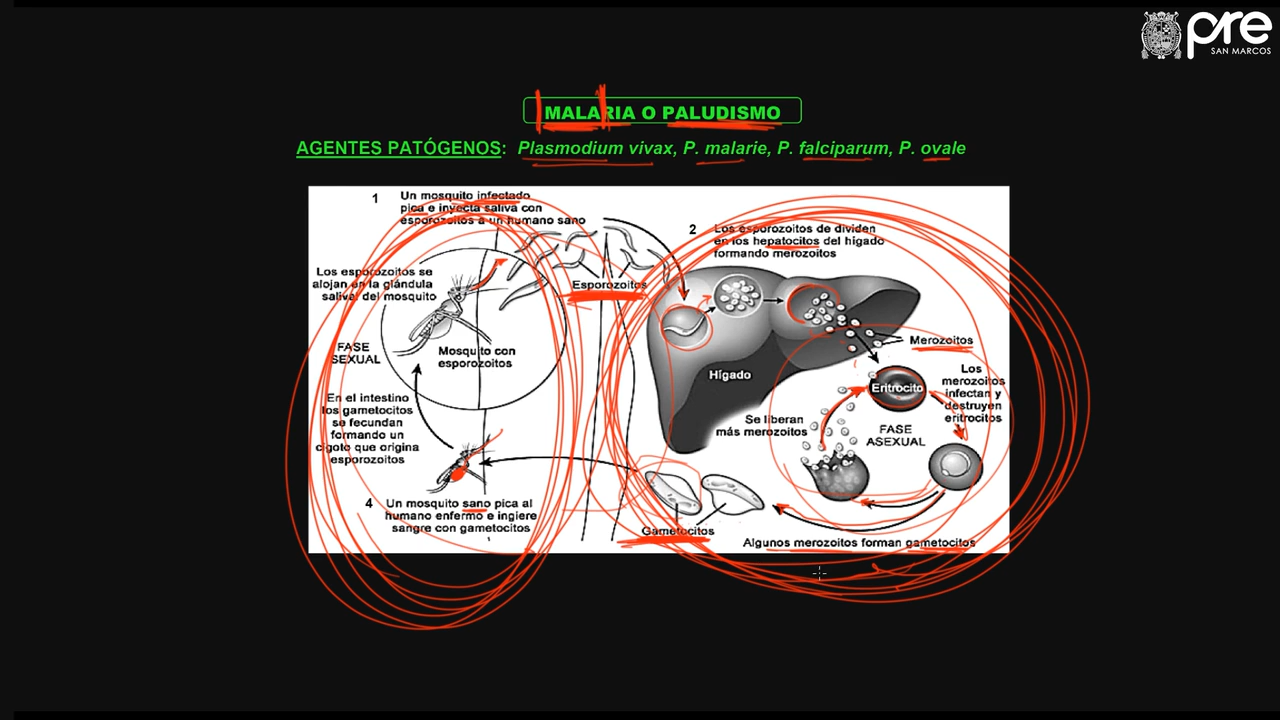 pre
SAN MARCOS
MALARIA O PALUDISMO
AGENTES PATÓGENOS: Plasmodium vivax, P. malarie, P. falciparum, P. ovale
1
Un mosquito infectado
pica e inyecta saliva con
esporozoitos a un humano sano
2
Los esporozoitos de dividen
en los hepatocitos del hígado
formando merozoitos
Los esporozoitos se
alojan en la glándula
salival del mosquito
Esporozoitos
FASE
SEXUAL
Mosquito con
esporozoitos
Hígado
Merozoitos
Eritrocito
Los
merozoitos
infectan y
destruyen
eritrocitos
En el intestino
los gametocitos
se fecundan
formando un
cigoto que origina
esporozoitos
Se liberan
más merozoitos
FASE
ASEXUAL
4
Un mosquito sano pica al
humano enfermo e ingiere
sangre con gametocitos
Gametocitos
Algunos merozoitos forman gametocitos